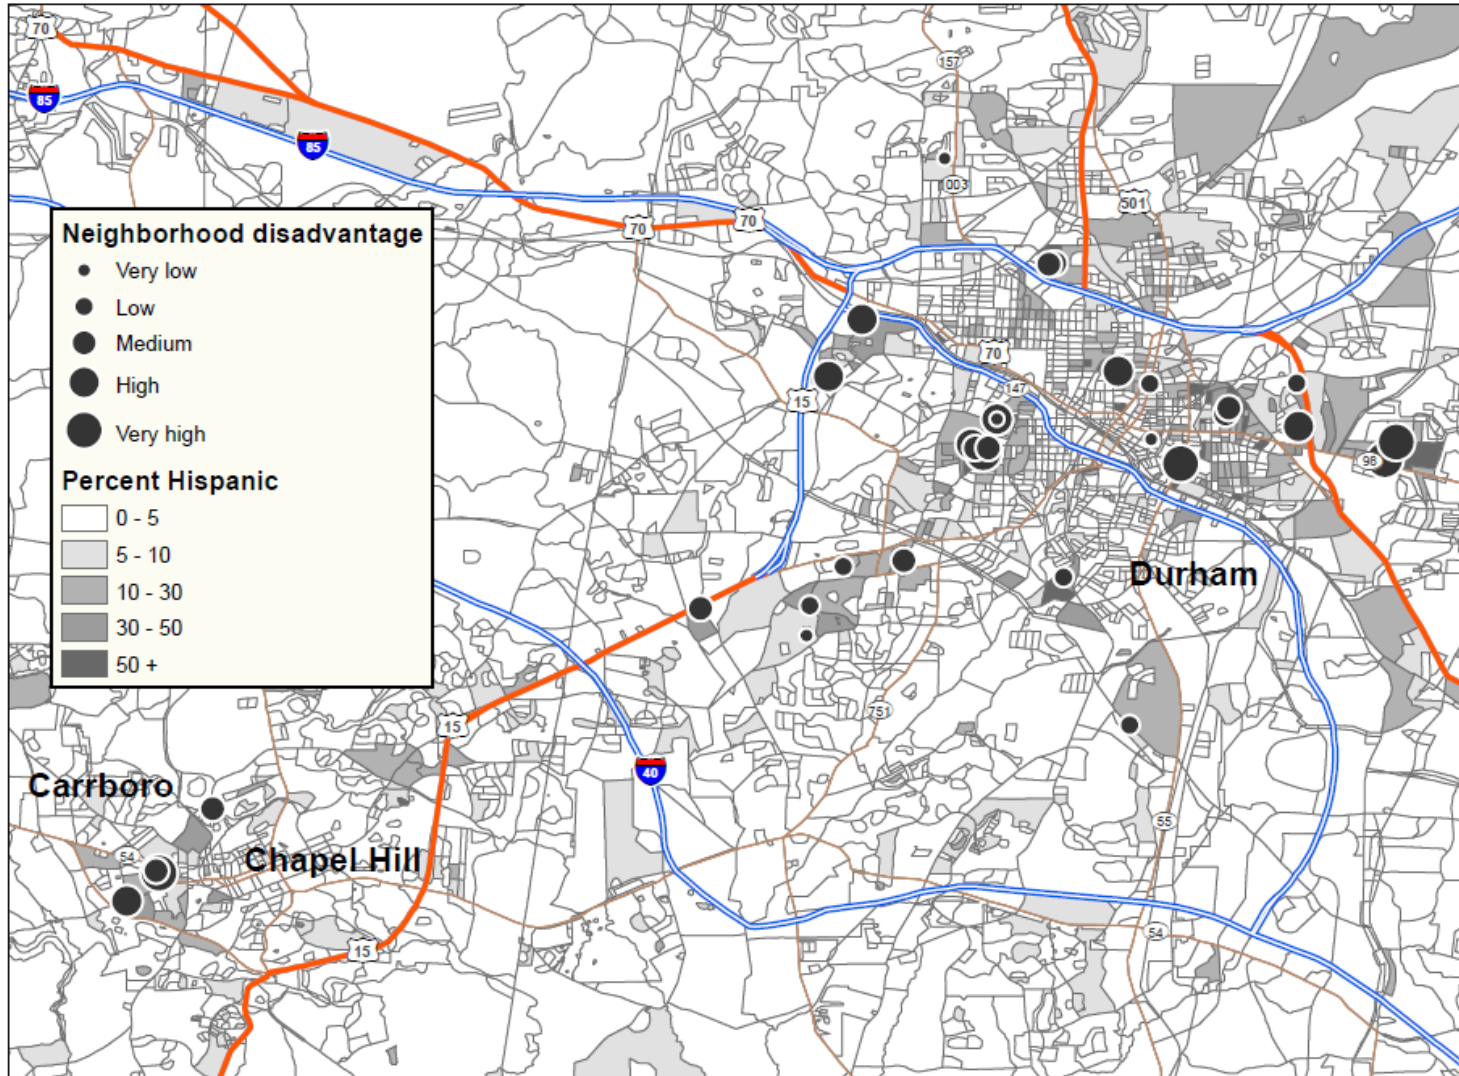 70
85
85
157
003
501
70
70
Neighborhood disadvantage
Very low
Low
Medium
High
Very high
Percent Hispanic
0 - 5
5 - 10
10 - 30
30 - 50
50 +
70
147
15
98
Durham
751
15
40
55
Carrboro
54
Chapel Hill
54
15